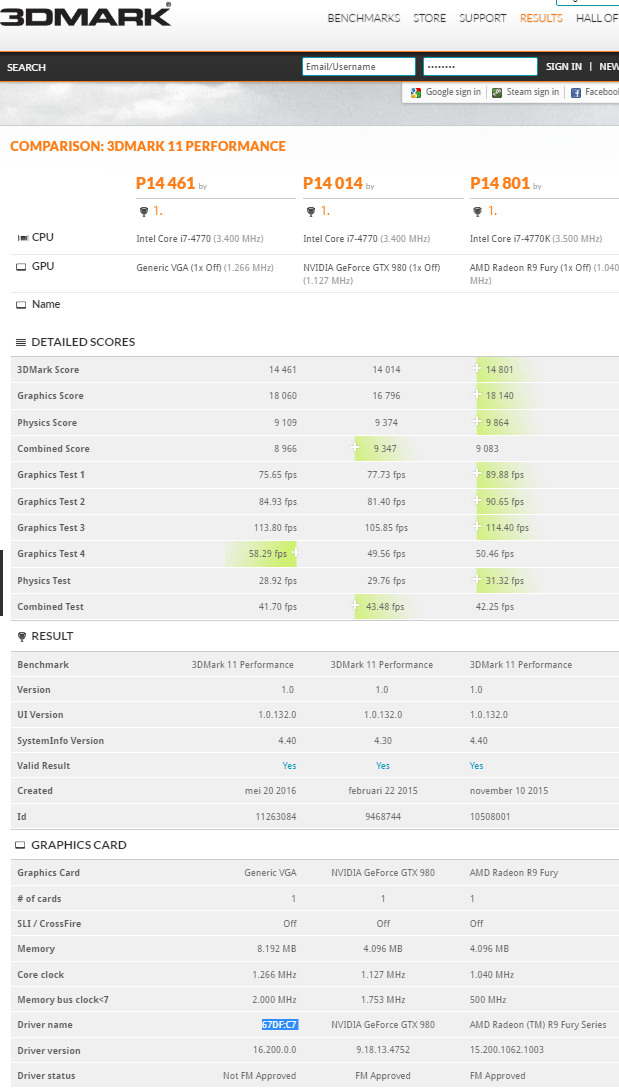 3DMARK®
BENCHMARKS STORE SUPPORT RESULTS HALL OF
SEARCH Email/Username •••••••• SIGN IN | NEW
Google sign in Steam sign in Facebook
COMPARISON: 3DMARK 11 PERFORMANCE
P14 461 by P14 014 by P14 801 by
1. 1. 1.
CPU Intel Core i7-4770 (3.400 MHz) Intel Core i7-4770 (3.400 MHz) Intel Core i7-4770K (3.500 MHz)
GPU Generic VGA (1x Off) (1.266 MHz) NVIDIA GeForce GTX 980 (1x Off) AMD Radeon R9 Fury (1x Off) (1.040
(1.127 MHz) MHz)
Name
DETAILED SCORES
3DMark Score 14 461 14 014 14 801
Graphics Score 18 060 16 796 18 140
Physics Score 9 109 9 374 9 864
Combined Score 8 966 9 347 9 083
Graphics Test 1 75.65 fps 77.73 fps 89.88 fps
Graphics Test 2 84.93 fps 81.40 fps 90.65 fps
Graphics Test 3 113.80 fps 105.85 fps 114.40 fps
Graphics Test 4 58.29 fps 49.56 fps 50.46 fps
Physics Test 28.92 fps 29.76 fps 31.32 fps
Combined Test 41.70 fps 43.48 fps 42.25 fps
RESULT
Benchmark 3DMark 11 Performance 3DMark 11 Performance 3DMark 11 Performance
Version 1.0 1.0 1.0
UI Version 1.0.132.0 1.0.132.0 1.0.132.0
SystemInfo Version 4.40 4.30 4.40
Valid Result Yes Yes Yes
Created mei 20 2016 februari 22 2015 november 10 2015
Id 11263084 9468744 10508001
GRAPHICS CARD
Graphics Card Generic VGA NVIDIA GeForce GTX 980 AMD Radeon R9 Fury
# of cards 1 1 1
SLI / CrossFire Off Off Off
Memory 8.192 MB 4.096 MB 4.096 MB
Core clock 1.266 MHz 1.127 MHz 1.040 MHz
Memory bus clock<7 2.000 MHz 1.753 MHz 500 MHz
Driver name 67DF:C7 NVIDIA GeForce GTX 980 AMD Radeon (TM) R9 Fury Series
Driver version 16.200.0.0 9.18.13.4752 15.200.1062.1003
Driver status Not FM Approved FM Approved FM Approved